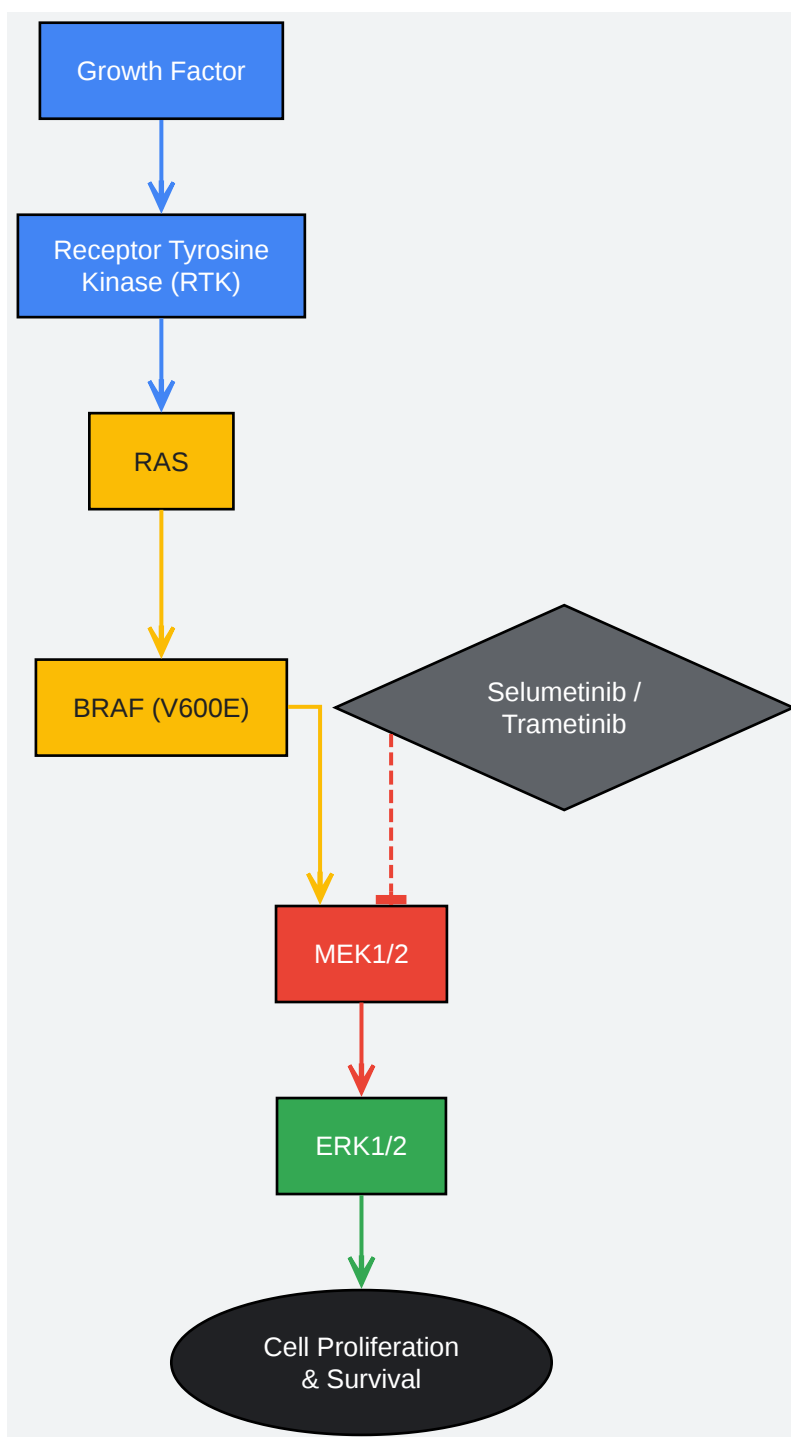 Growth Factor
Receptor Tyrosine
Kinase (RTK)
RAS
BRAF (V600E)
Selumetinib /
Trametinib
MEK1/2
ERK1/2
Cell Proliferation
& Survival